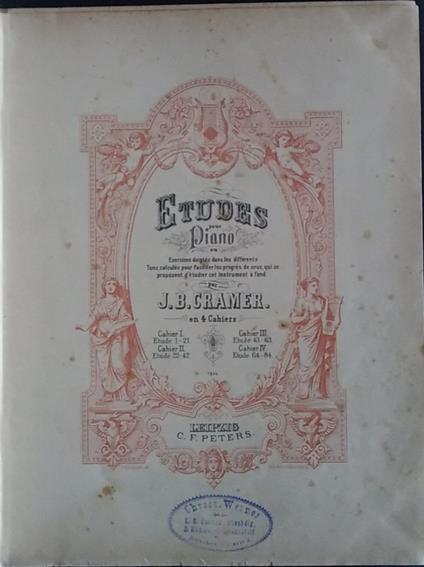 ETUDES
pour
Piano
ou
Exercices doigtés dans les différents
Tons, calculés pour faciliter les progrès de ceux, qui se
proposent d'étudier cet instrument à fond
par
J. B. CRAMER.
en 4 Cahiers
Cahier I.
Etude 1-21.
Cahier II.
Etude 22-42.
Cahier III.
Etude 43-63.
Cahier IV.
Etude 64-84.
LEIPZIG
C. F. PETERS.
Chrst. Werner